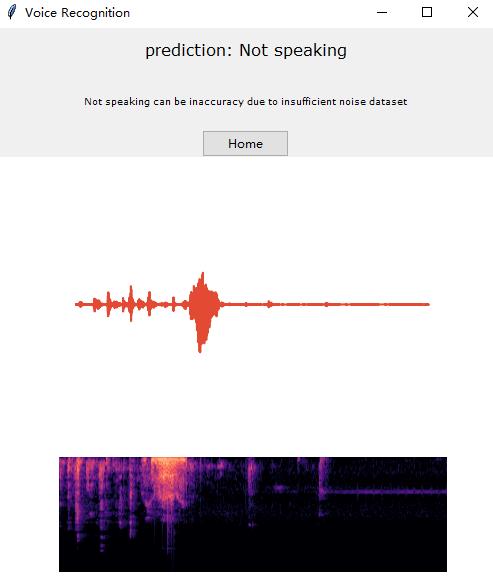 Voice Recognition
prediction: Not speaking
Not speaking can be inaccuracy due to insufficient noise dataset
Home